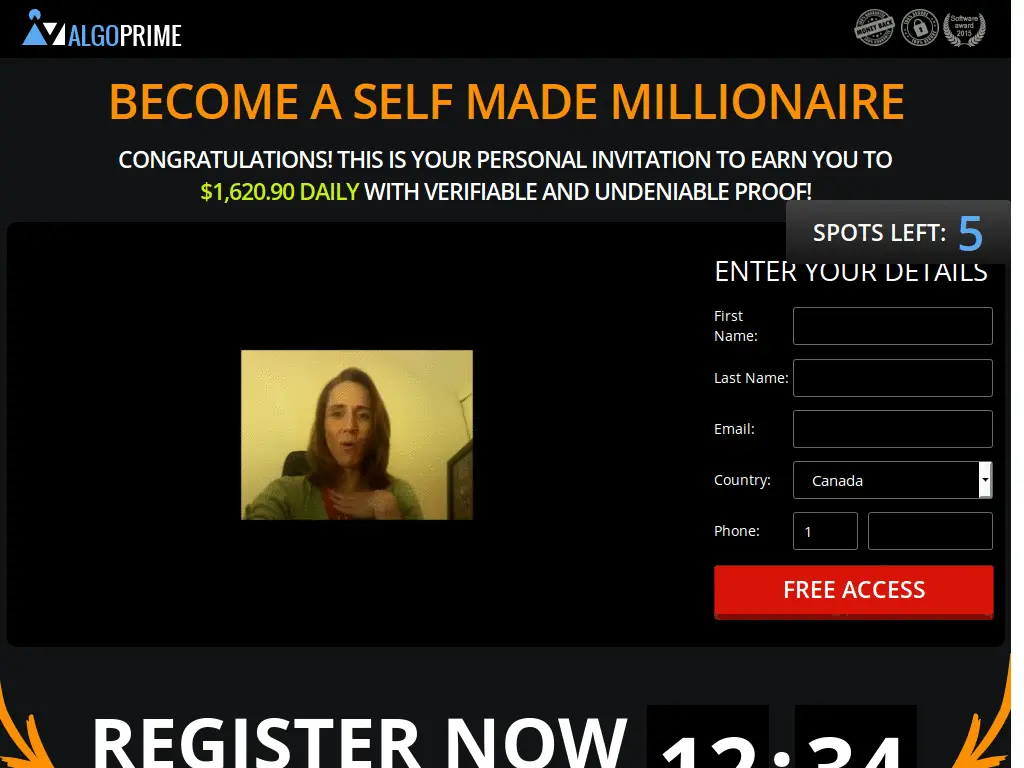 ALGOPRIME
MONEY BACK
100% SECURE
Software
award
2015
BECOME A SELF MADE MILLIONAIRE
CONGRATULATIONS! THIS IS YOUR PERSONAL INVITATION TO EARN YOU TO
$1,620.90 DAILY WITH VERIFIABLE AND UNDENIABLE PROOF!
SPOTS LEFT: 5
ENTER YOUR DETAILS
First
Name:
Last Name:
Email:
Country: Canada
Phone: 1
FREE ACCESS
REGISTER NOW 12:34